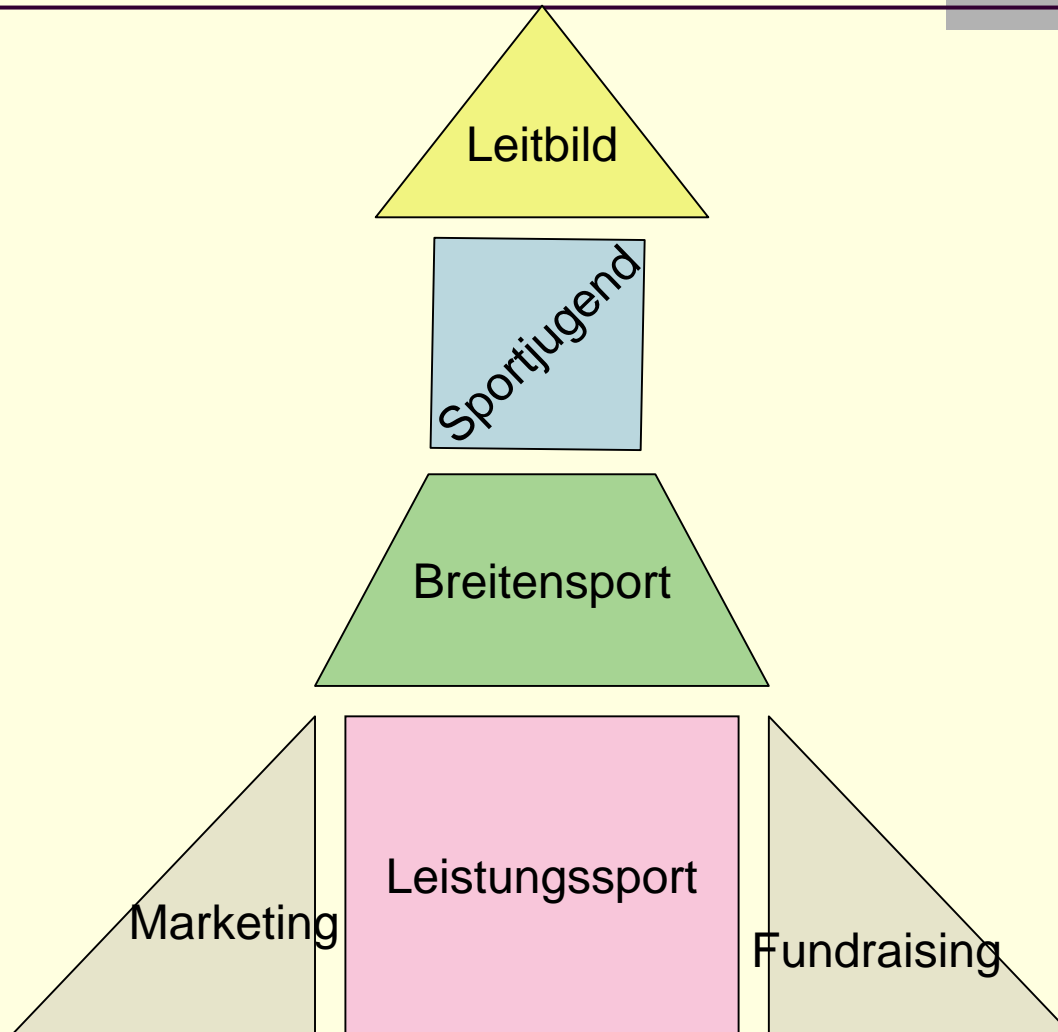 Leitbild
Sportjugend
Breitensport
Leistungssport
Marketing
Fundraising